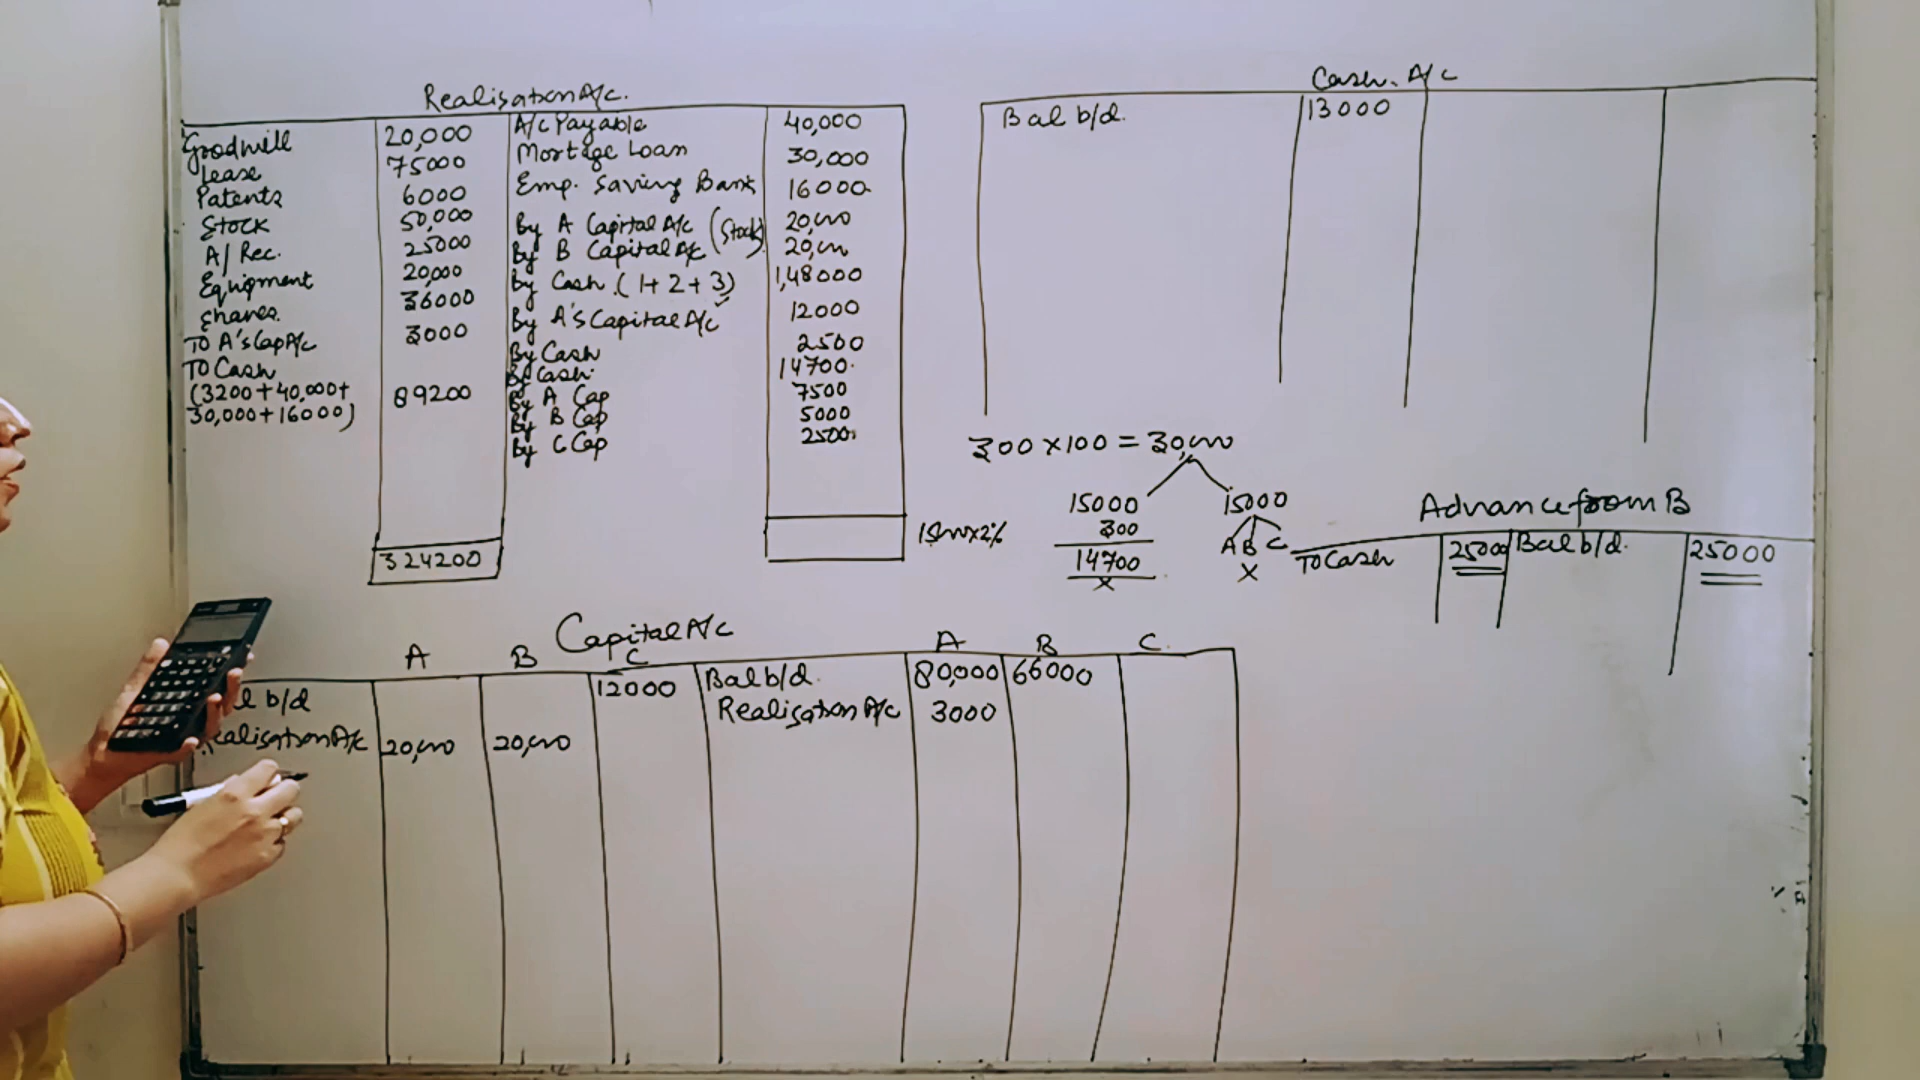 Realisation A/c.
Goodwill 20,000 A/c Payable 40,000
Lease 75000 Mortage Loan 30,000
Patents 6000 Emp. Saving Bank 16000
Stock 50,000 By A Capital A/c (Stock) 20,000
A/ Rec. 25000 By B Capital A/c 20,000
Equipment 20,000 By Cash. (1+2+3) 1,48000
Shares. 36000 By A's Capital A/c 12000
To A's Cap A/c 3000 By Cash 2500
To Cash By Cash. 14700.
(3200+40,000+ 89200 By A Cap 7500
30,000+16000) By B Cap 5000
By C Cap 2500
324200
Cash. A/c
Bal b/d. 13000
300 x 100 = 30,000
15000 15000
300 A B C
14700 x
x
15000x2%
Advance from B
To Cash 25000 Bal b/d. 25000
Capital A/c
A B C A B C
l b/d 12000 Bal b/d. 80,000 66000
Realisation A/c 3000
ealisation A/c 20,000 20,000